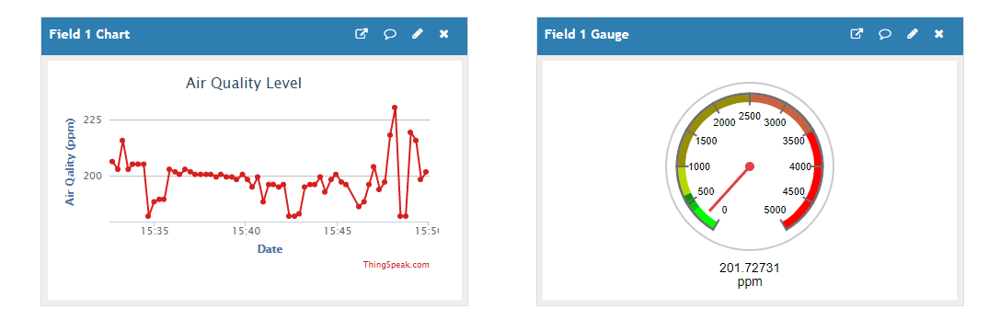 Field 1 Chart
Air Quality Level
Air Qality (ppm)
225
200
15:35
15:40
15:45
15:5
Date
ThingSpeak.com
Field 1 Gauge
0
500
1000
1500
2000
2500
3000
3500
4000
4500
5000
201.72731
ppm